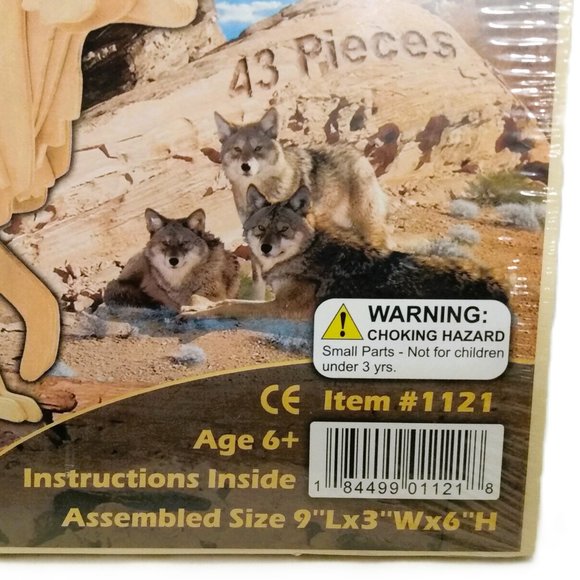 43 Pieces
WARNING:
CHOKING HAZARD
Small Parts - Not for children
under 3 yrs.
CE Item #1121
Age 6+
Instructions Inside
1 84499 01121 8
Assembled Size 9"Lx3"Wx6"H